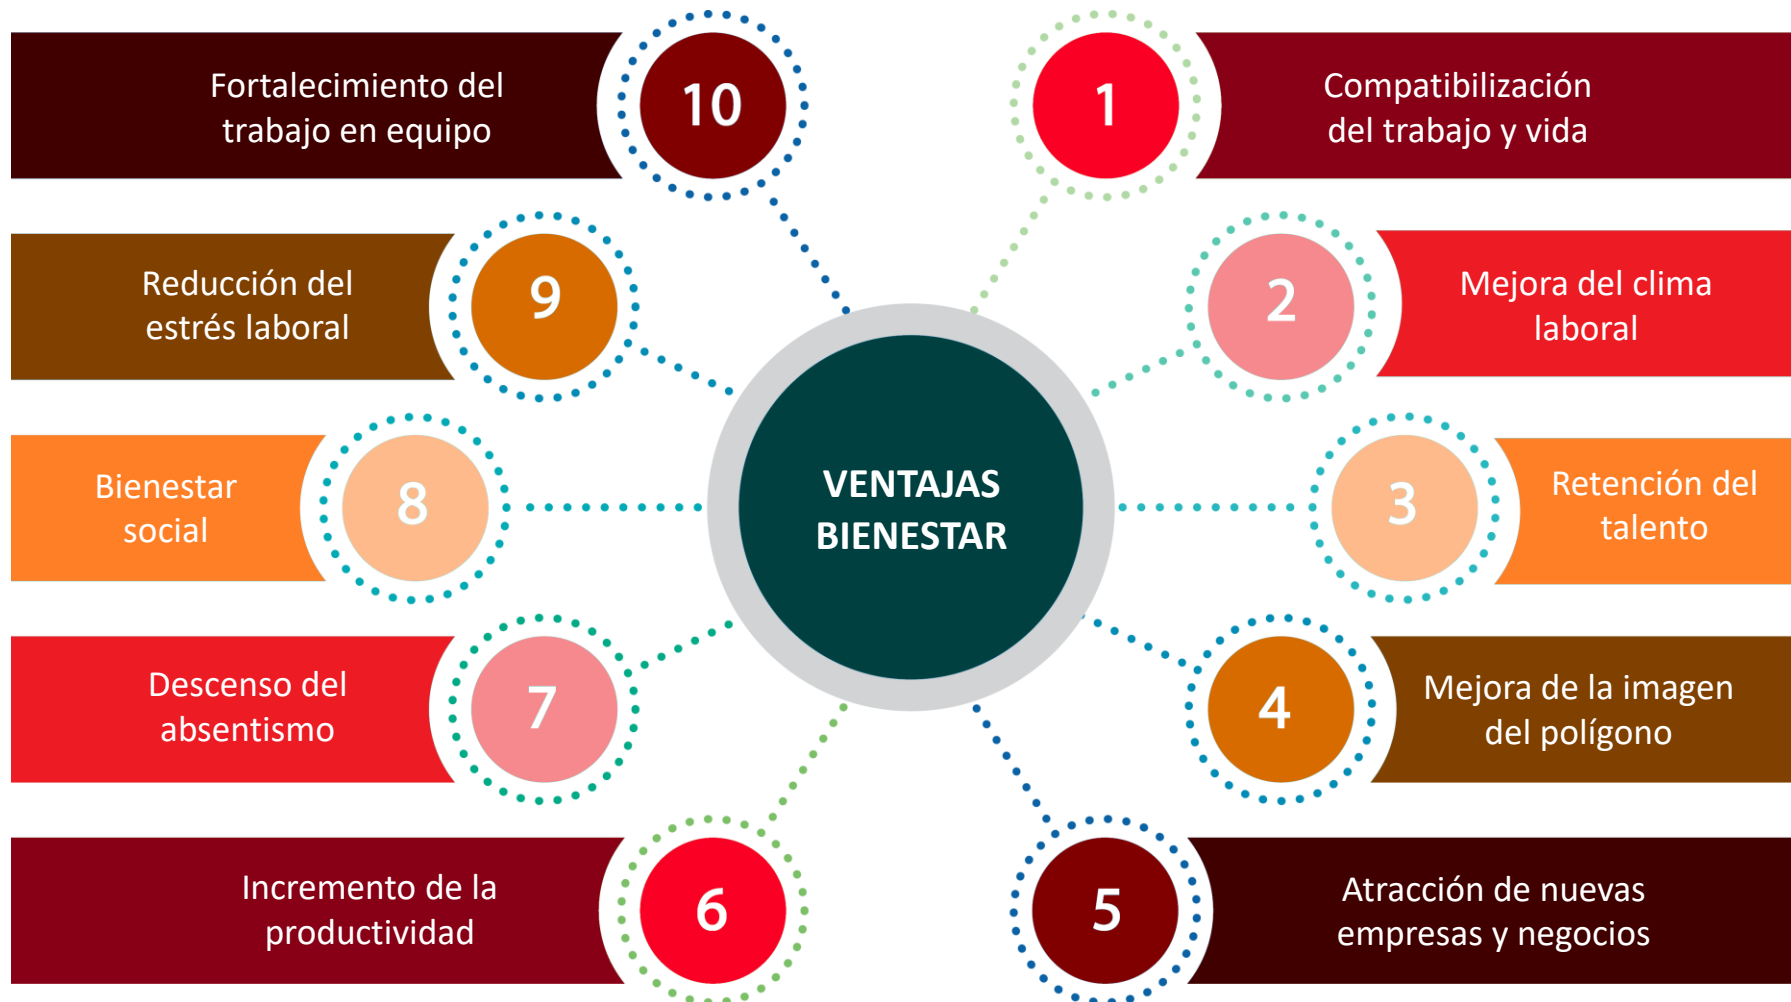 VENTAJAS
BIENESTAR
1
Compatibilización
del trabajo y vida
2
Mejora del clima
laboral
3
Retención del
talento
4
Mejora de la imagen
del polígono
5
Atracción de nuevas
empresas y negocios
6
Incremento de la
productividad
7
Descenso del
absentismo
8
Bienestar
social
9
Reducción del
estrés laboral
10
Fortalecimiento del
trabajo en equipo